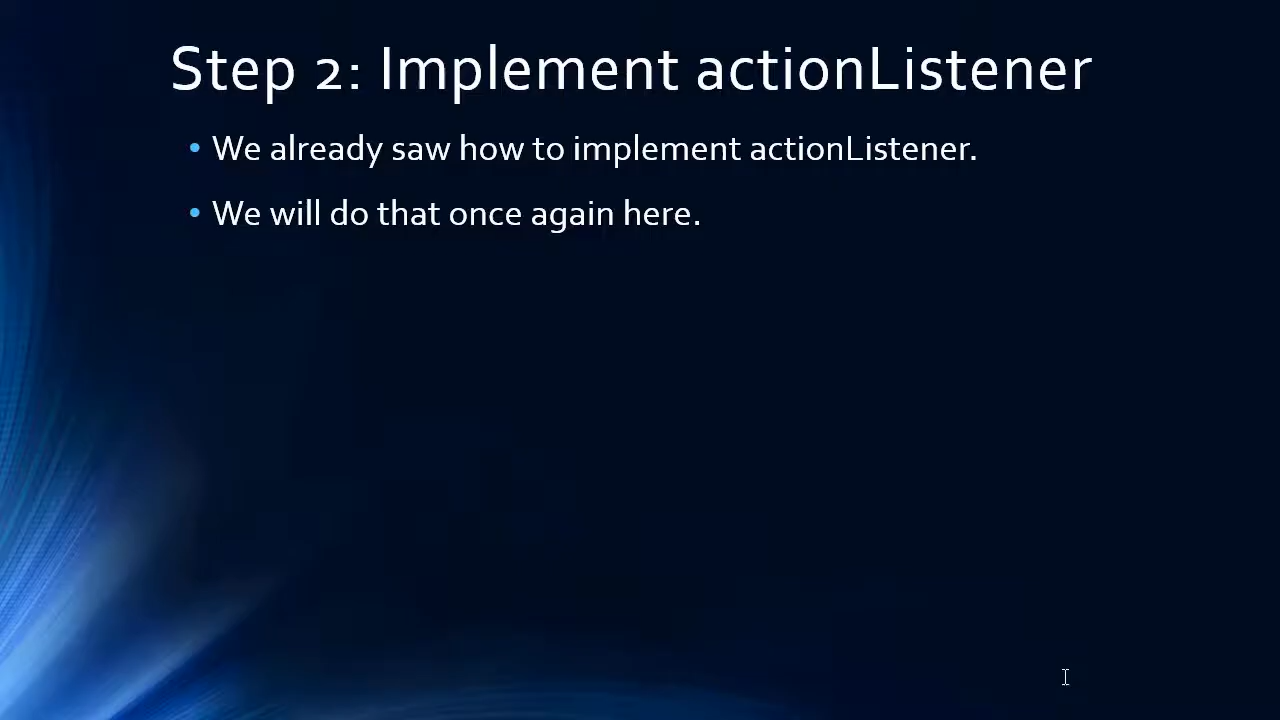 Step 2: Implement actionListener
• We already saw how to implement actionListener.
• We will do that once again here.